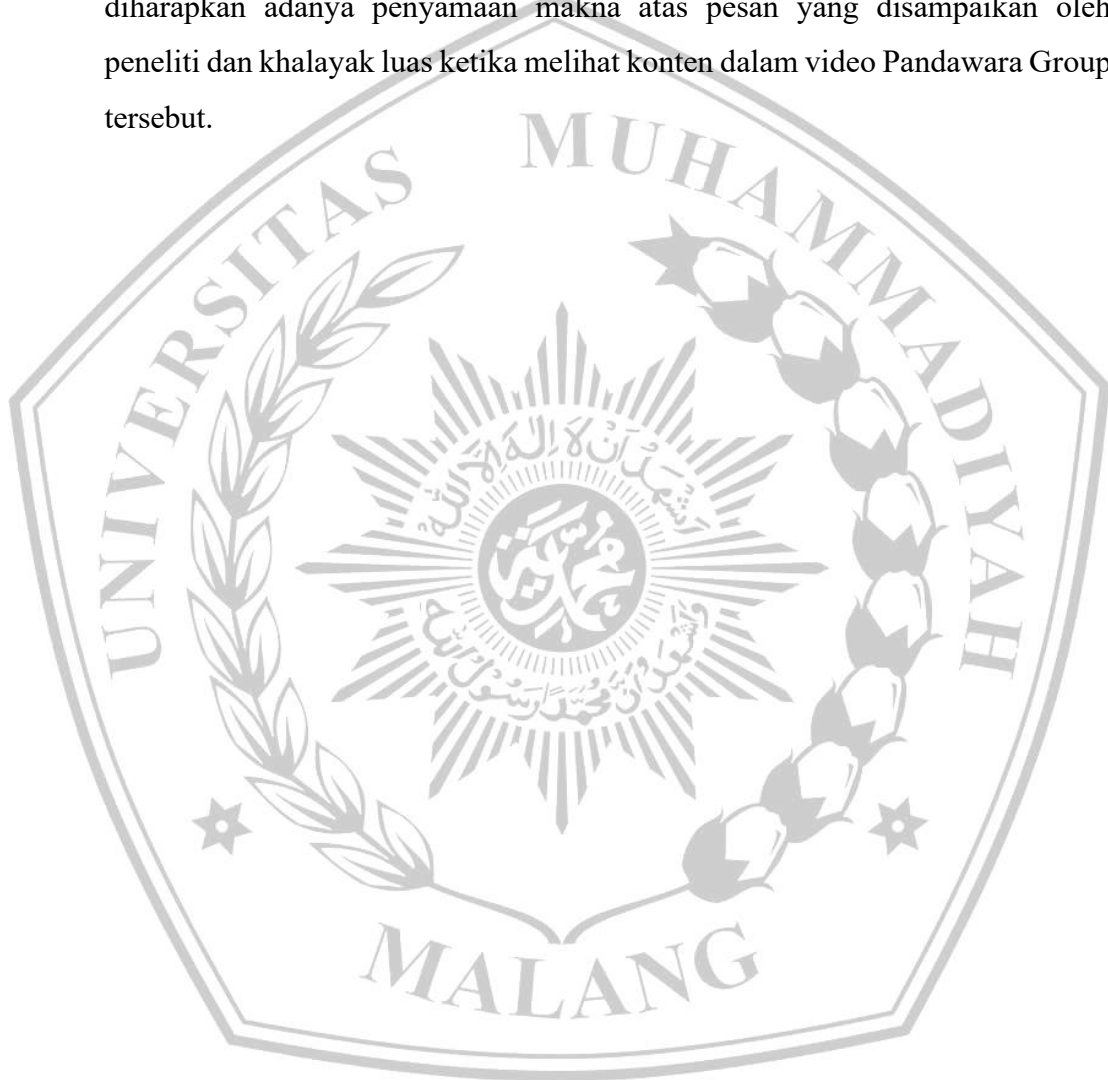 diharapkan adanya penyamaan makna atas pesan yang disampaikan oleh
peneliti dan khalayak luas ketika melihat konten dalam video Pandawara Group
tersebut.
UNIVERSITAS MUHAMMADIYAH
MALANG